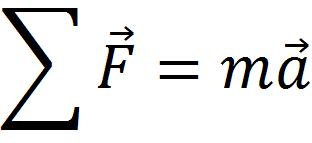 ∑ F⃗ = ma⃗